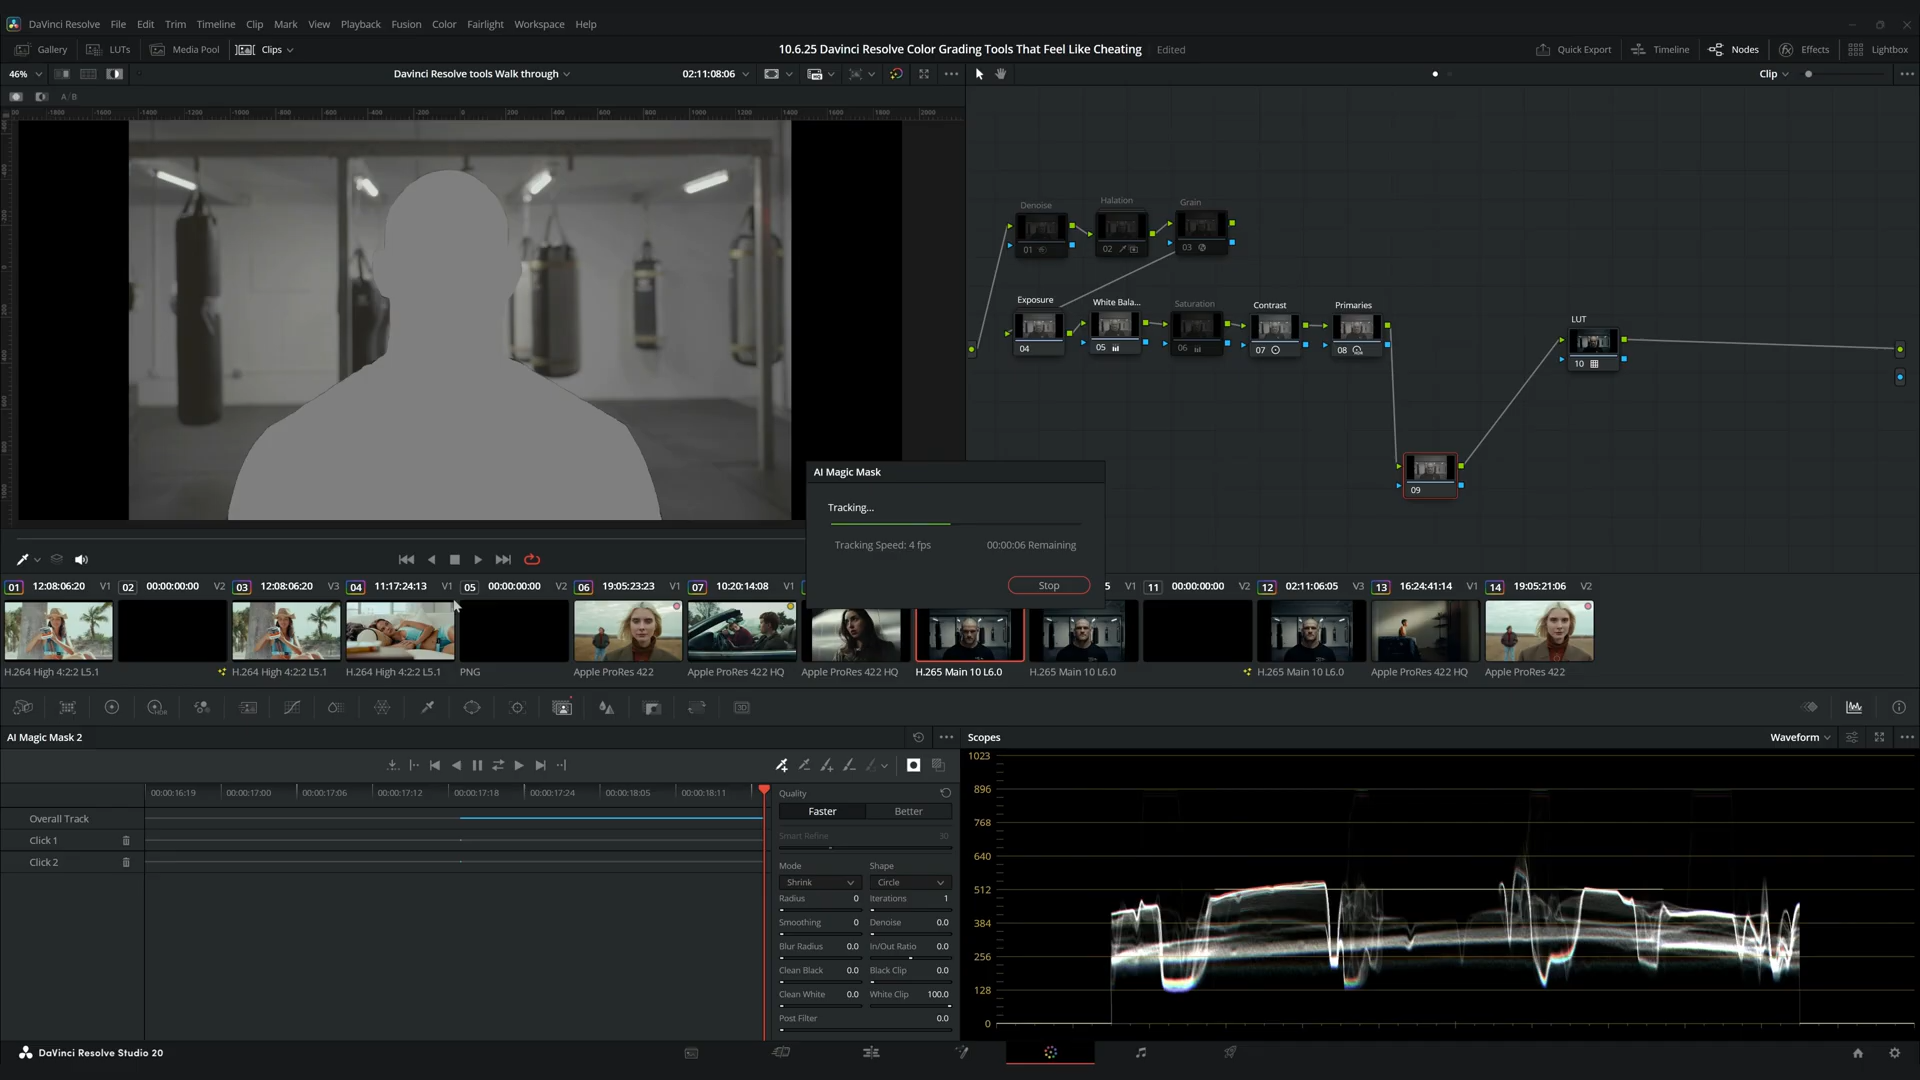 DaVinci Resolve File Edit Trim Timeline Clip Mark View Playback Fusion Color Fairlight Workspace Help
Gallery LUTs Media Pool Clips 10.6.25 Davinci Resolve Color Grading Tools That Feel Like Cheating Edited Quick Export Timeline Nodes Effects Lightbox
46% Davinci Resolve tools Walk through 02:11:08:06 Clip
A/B
Denoise Halation Grain
01 02 03
Exposure White Bala... Saturation Contrast Primaries
04 05 06 07 08
LUT
10
09
AI Magic Mask
Tracking...
Tracking Speed: 4 fps 00:00:06 Remaining
Stop
01 12:08:06:20 V1 02 00:00:00:00 V2 03 12:08:06:20 V3 04 11:17:24:13 V1 05 00:00:00:00 V2 06 19:05:23:23 V1 07 10:20:14:08 V1 5 V1 11 00:00:00:00 V2 12 02:11:06:05 V3 13 16:24:41:14 V1 14 19:05:21:06 V2
H.264 High 4:2:2 L5.1 H.264 High 4:2:2 L5.1 H.264 High 4:2:2 L5.1 PNG Apple ProRes 422 Apple ProRes 422 HQ Apple ProRes 422 HQ H.265 Main 10 L6.0 H.265 Main 10 L6.0 H.265 Main 10 L6.0 Apple ProRes 422 HQ Apple ProRes 422
HDR 3D
AI Magic Mask 2
00:00:16:19 00:00:17:00 00:00:17:06 00:00:17:12 00:00:17:18 00:00:17:24 00:00:18:05 00:00:18:11
Overall Track
Click 1
Click 2
Quality
Faster Better
Smart Refine 30
Mode Shape
Shrink Circle
Radius 0 Iterations 1
Smoothing 0 Denoise 0.0
Blur Radius 0.0 In/Out Ratio 0.0
Clean Black 0.0 Black Clip 0.0
Clean White 0.0 White Clip 100.0
Post Filter 0.0
Scopes Waveform
1023
896
768
640
512
384
256
128
0
DaVinci Resolve Studio 20